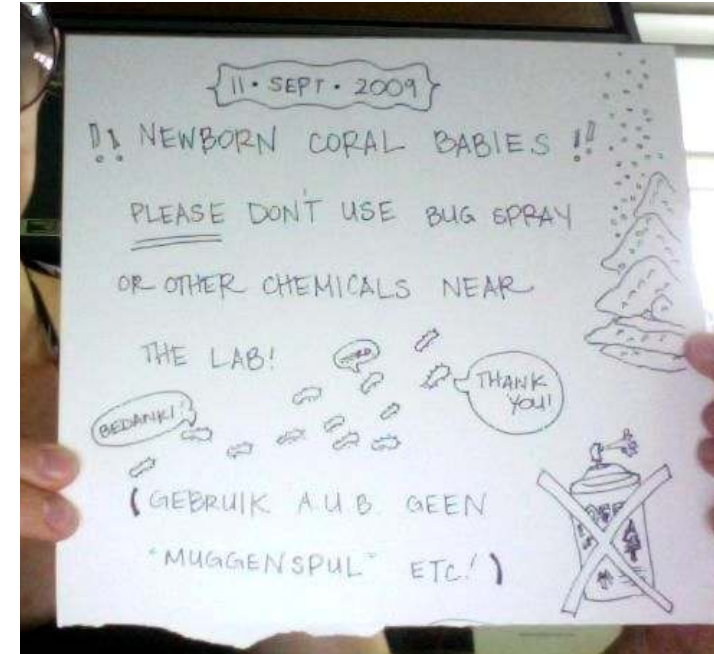 11 · SEPT · 2009
!! NEWBORN CORAL BABIES !!
PLEASE DON'T USE BUG SPRAY
OR OTHER CHEMICALS NEAR
THE LAB!
THANK
YOU!
BEDANKT!
(GEBRUIK A.U.B. GEEN
"MUGGENSPUL" ETC!)